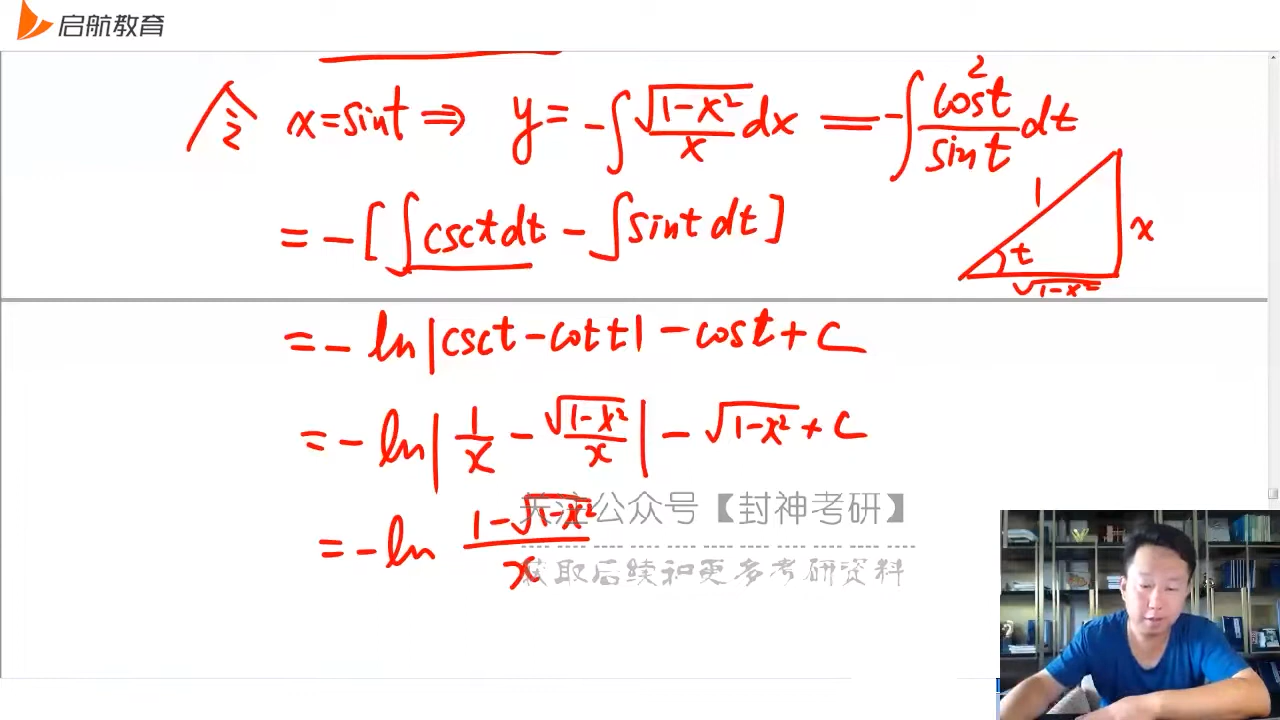 启航教育
令 x=sint ⇒ y= -∫ √(1-x²)/x dx = -∫ cos²t/sint dt
1
x
t
√(1-x²)
= -[∫csct dt - ∫sint dt]
= -ln|csct - cott| - cost + C
= -ln|1/x - √(1-x²)/x| - √(1-x²) + C
关注公众号【封神考研】
= -ln (1-√(1-x²))/x
获取后续和更多考研资料